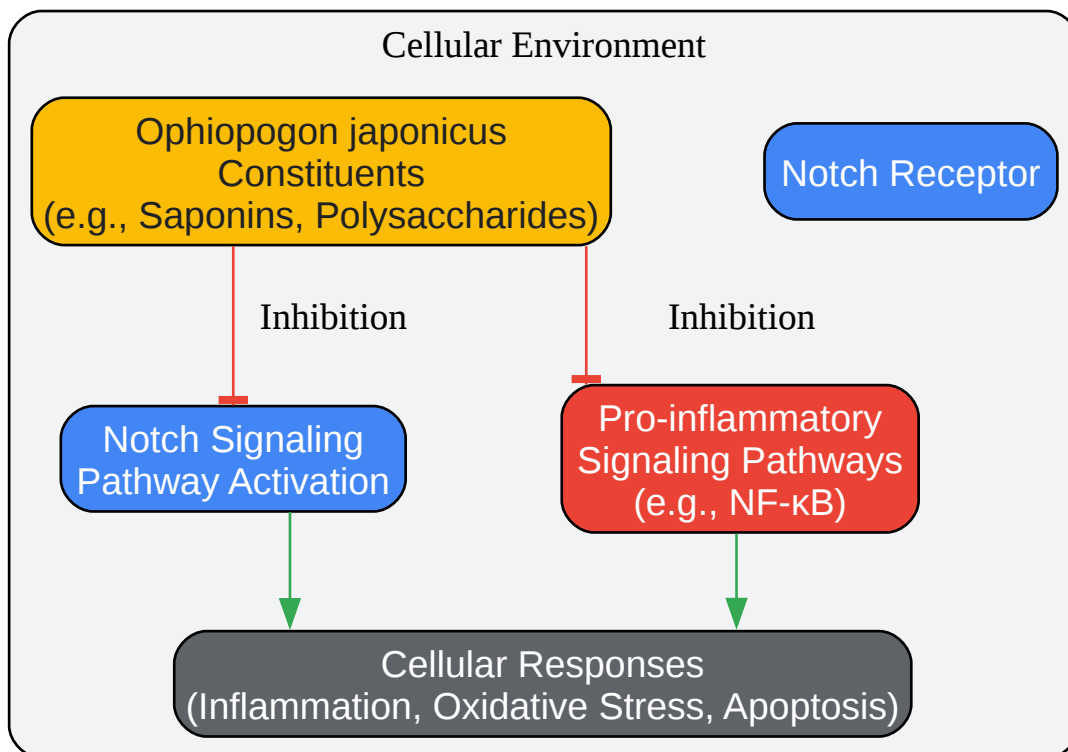 Cellular Environment
Ophiopogon japonicus
Constituents
(e.g., Saponins, Polysaccharides)
Notch Receptor
Inhibition
Inhibition
Notch Signaling
Pathway Activation
Pro-inflammatory
Signaling Pathways
(e.g., NF-κB)
Cellular Responses
(Inflammation, Oxidative Stress, Apoptosis)